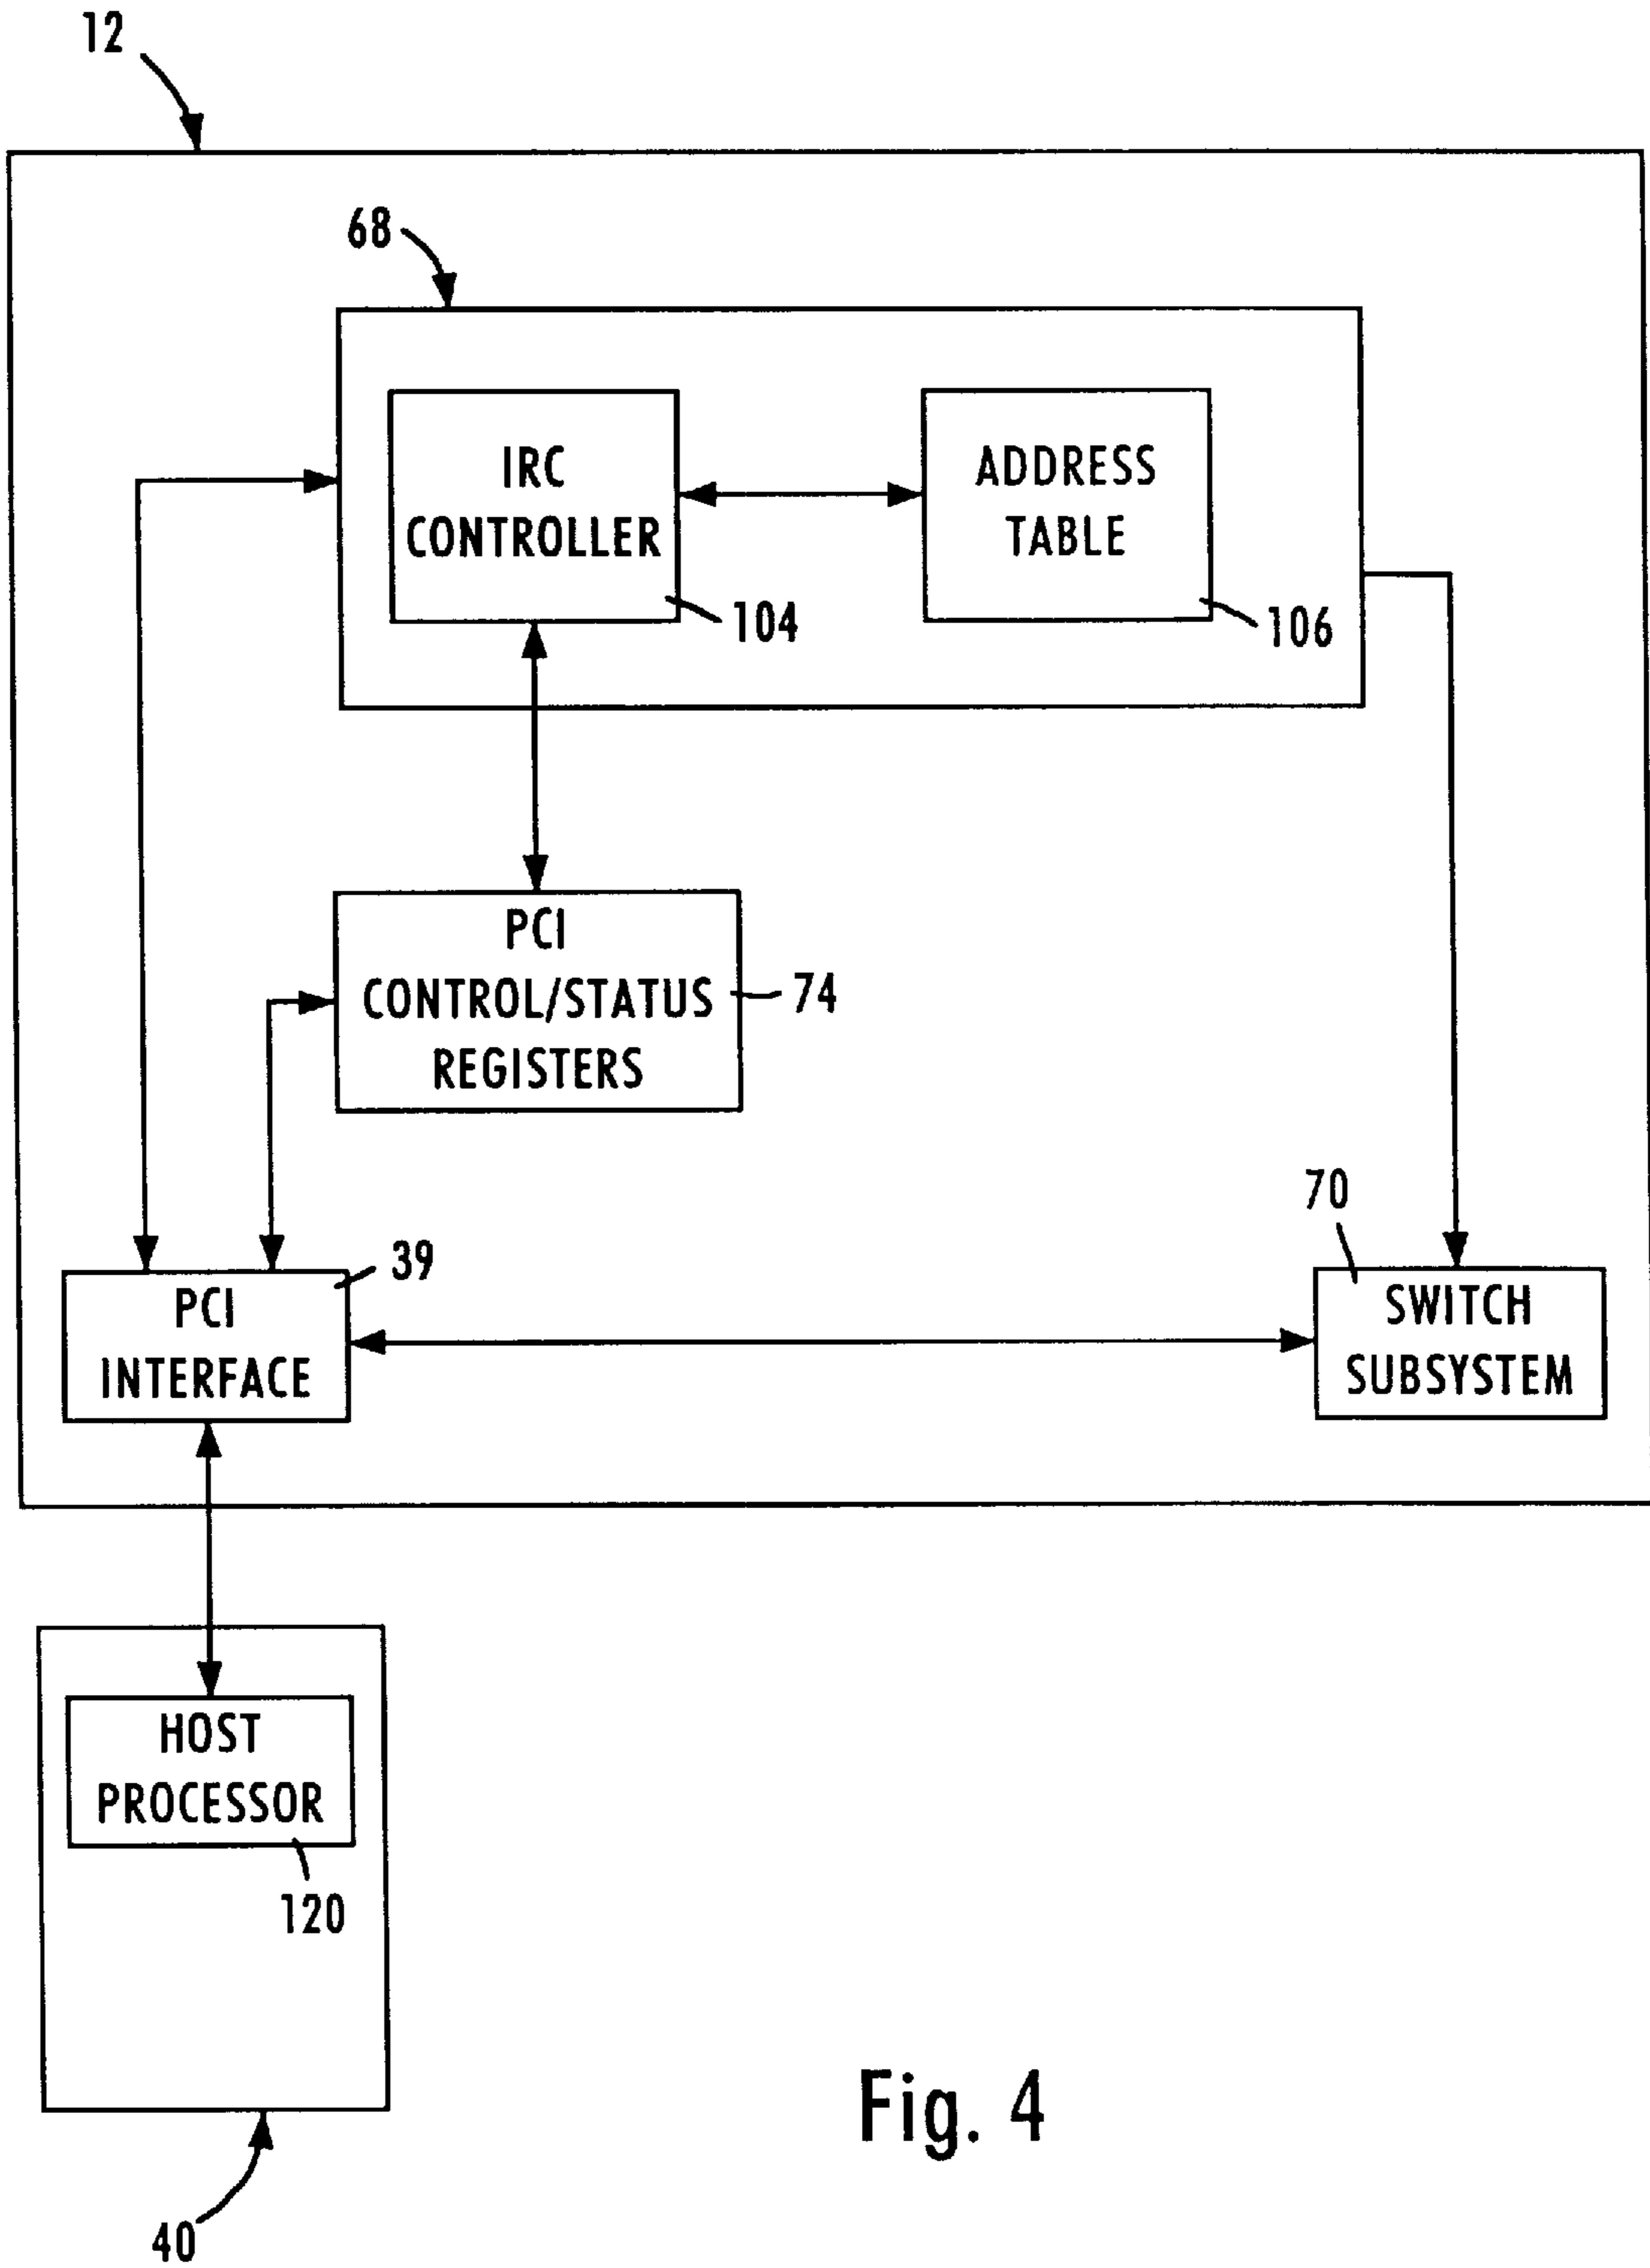 12
68
IRC
CONTROLLER
104
ADDRESS
TABLE
106
PCI
CONTROL/STATUS
REGISTERS
74
70
39
PCI
INTERFACE
SWITCH
SUBSYSTEM
HOST
PROCESSOR
120
Fig. 4
40